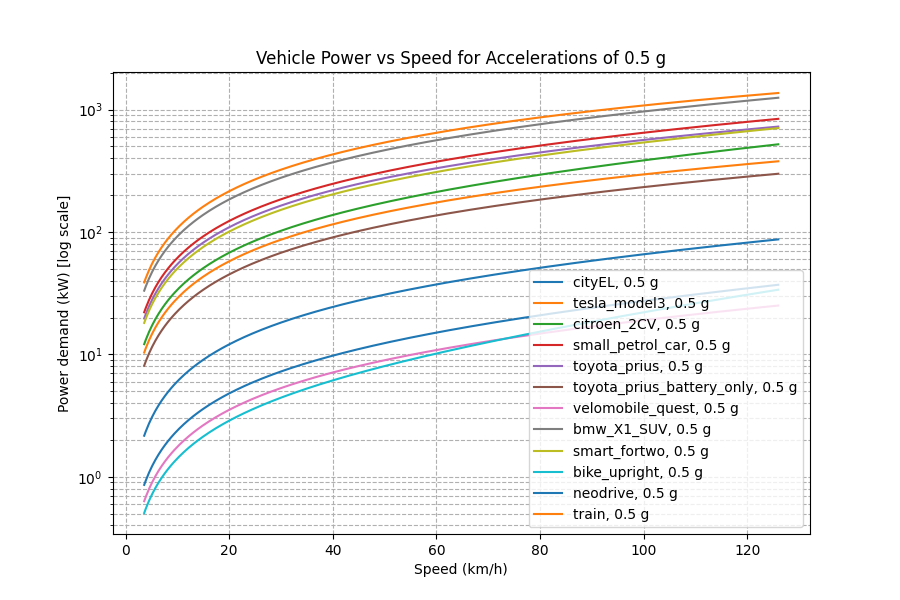 Vehicle Power vs Speed for Accelerations of 0.5 g
Power demand (kW) [log scale]
10³
10²
10¹
10⁰
cityEL, 0.5 g
tesla_model3, 0.5 g
citroen_2CV, 0.5 g
small_petrol_car, 0.5 g
toyota_prius, 0.5 g
toyota_prius_battery_only, 0.5 g
velomobile_quest, 0.5 g
bmw_X1_SUV, 0.5 g
smart_fortwo, 0.5 g
bike_upright, 0.5 g
neodrive, 0.5 g
train, 0.5 g
0 20 40 60 80 100 120
Speed (km/h)